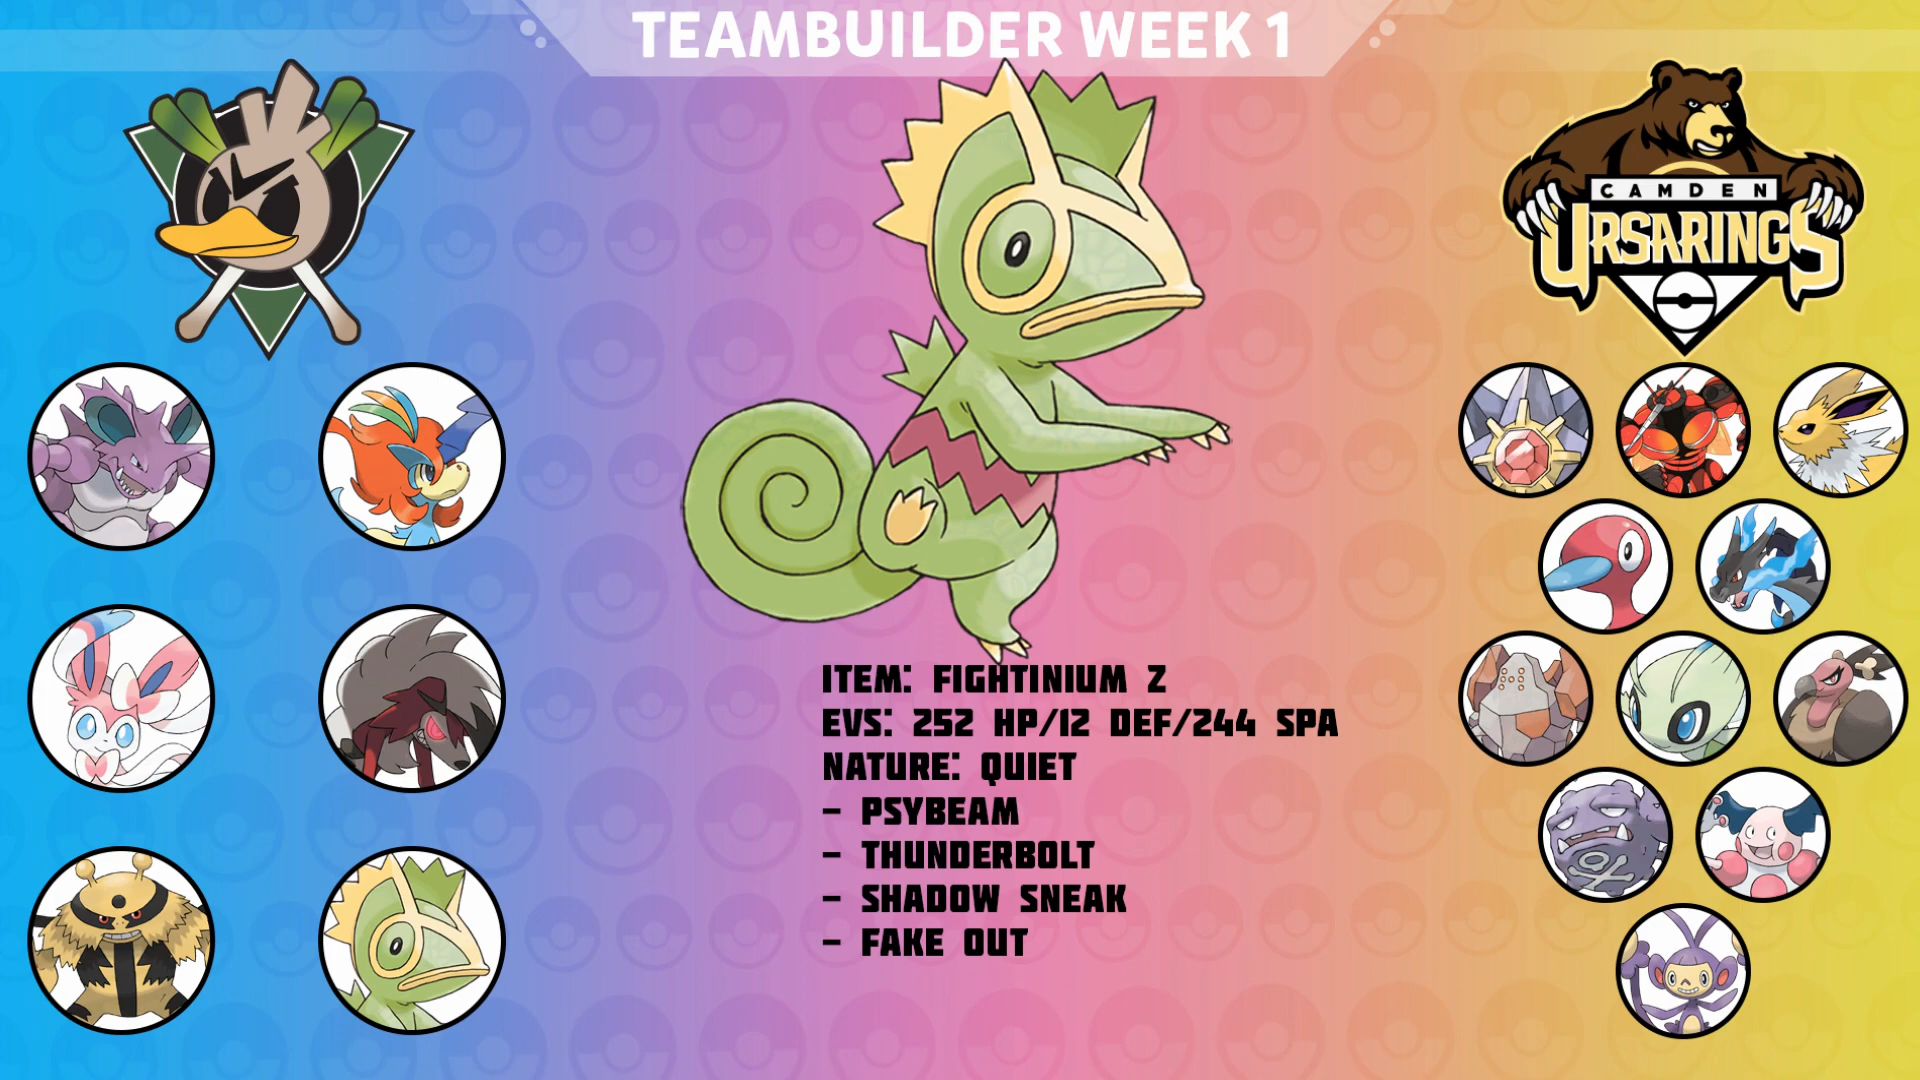 TEAMBUILDER WEEK 1
CAMDEN
URSARINGS
ITEM: FIGHTINIUM Z
EVS: 252 HP/12 DEF/244 SPA
NATURE: QUIET
- PSYBEAM
- THUNDERBOLT
- SHADOW SNEAK
- FAKE OUT